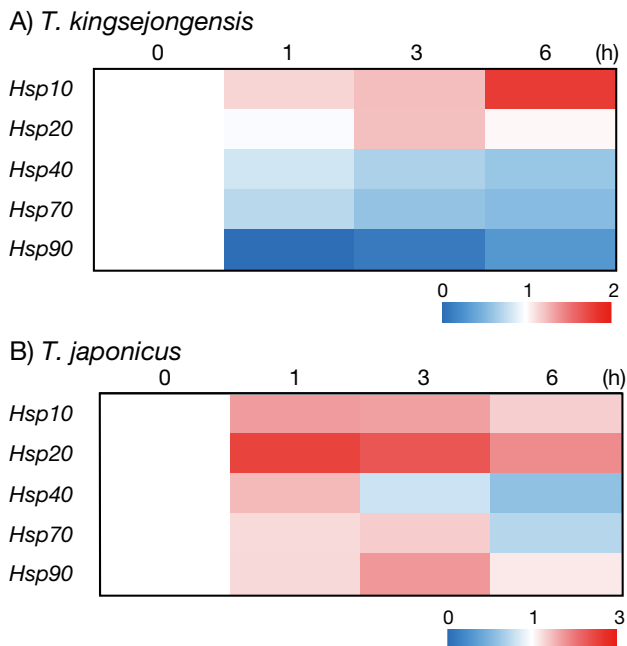 A) T. kingsejongensis
0 1 3 6 (h)
Hsp10
Hsp20
Hsp40
Hsp70
Hsp90
0 1 2
B) T. japonicus
0 1 3 6 (h)
Hsp10
Hsp20
Hsp40
Hsp70
Hsp90
0 1 3